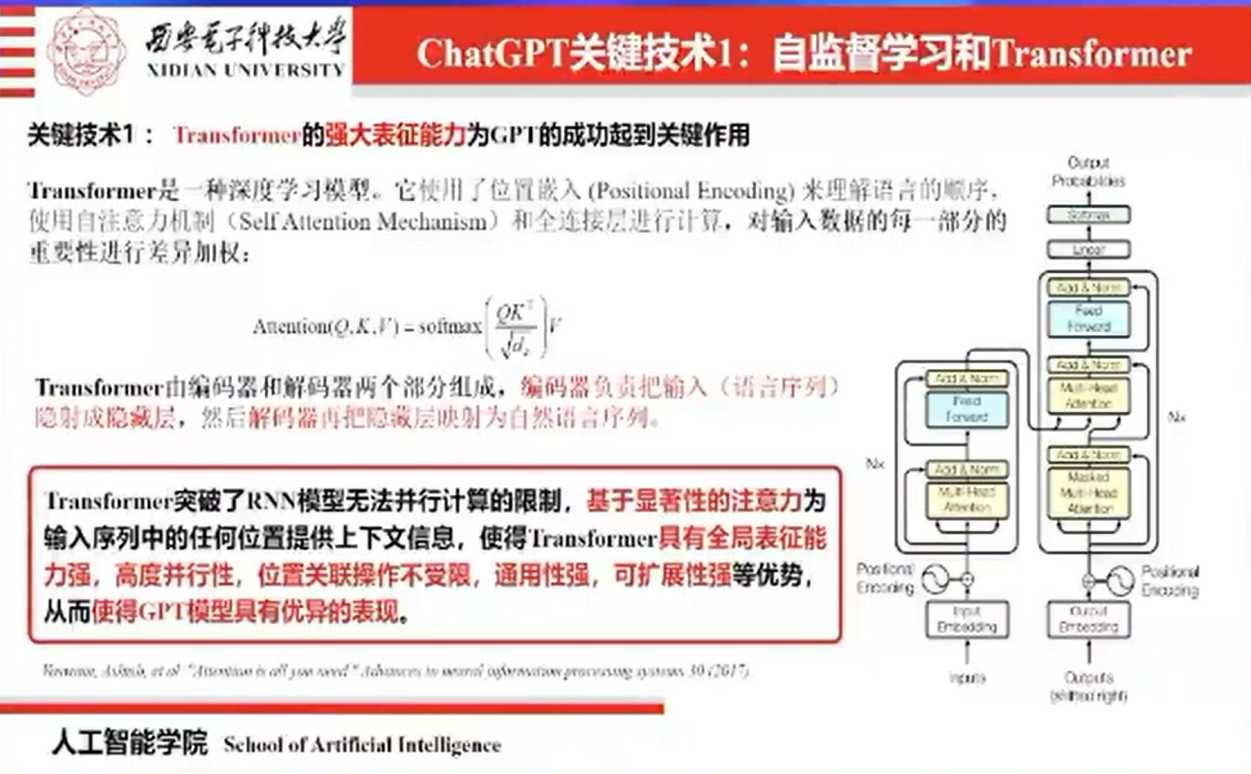 西安电子科技大学
XIDIAN UNIVERSITY
ChatGPT关键技术1：自监督学习和Transformer
关键技术1： Transformer的强大表征能力为GPT的成功起到关键作用
Transformer是一种深度学习模型。它使用了位置嵌入 (Positional Encoding) 来理解语言的顺序，
使用自注意力机制（Self Attention Mechanism）和全连接层进行计算，对输入数据的每一部分的
重要性进行差异加权：
Attention(Q,K,V) = softmax(QKᵀ/√dₖ)V
Transformer由编码器和解码器两个部分组成，编码器负责把输入（语言序列）
隐射成隐藏层，然后解码器再把隐藏层映射为自然语言序列。
Transformer突破了RNN模型无法并行计算的限制，基于显著性的注意力为
输入序列中的任何位置提供上下文信息，使得Transformer具有全局表征能
力强，高度并行性，位置关联操作不受限，通用性强，可扩展性强等优势，
从而使得GPT模型具有优异的表现。
Vaswani, Ashish, et al. "Attention is all you need." Advances in neural information processing systems 30 (2017).
Output
Probabilities
Softmax
Linear
Add & Norm
Feed
Forward
Add & Norm
Multi-Head
Attention
Nx
Add & Norm
Masked
Multi-Head
Attention
Add & Norm
Feed
Forward
Nx
Add & Norm
Multi-Head
Attention
Positional
Encoding
Positional
Encoding
Input
Embedding
Output
Embedding
Inputs
Outputs
(shifted right)
人工智能学院 School of Artificial Intelligence